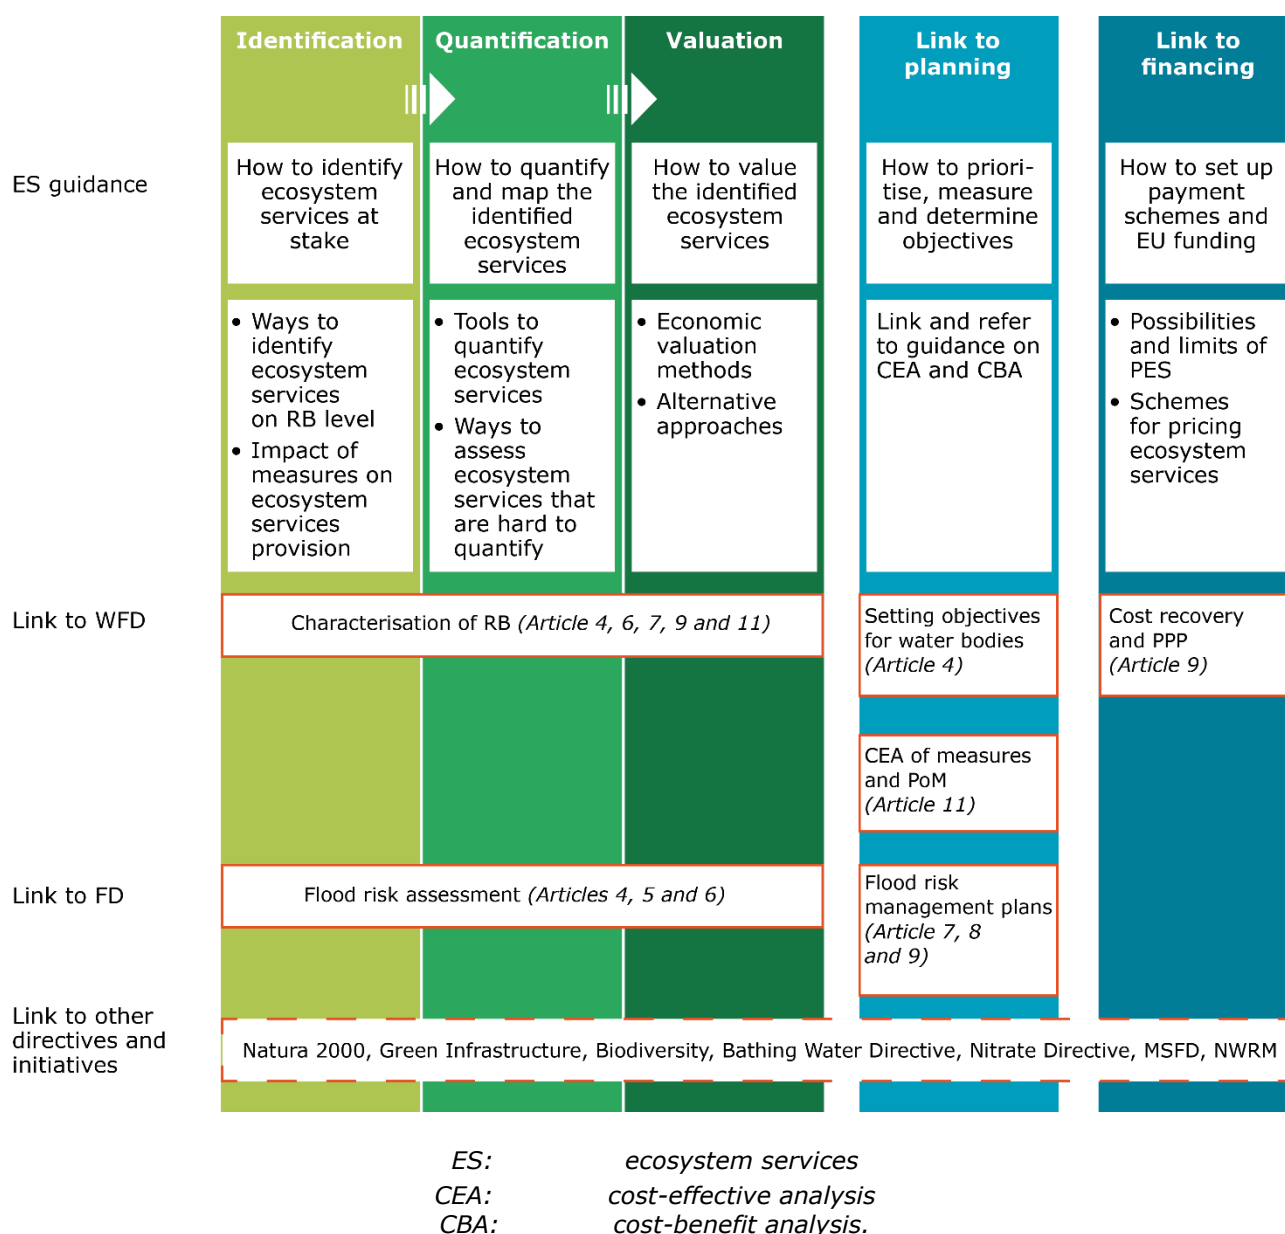 Identification
Quantification
Valuation
Link to
planning
Link to
financing
ES guidance
How to identify
ecosystem
services at
stake
How to quantify
and map the
identified
ecosystem
services
How to value
the identified
ecosystem
services
How to priori-
tise, measure
and determine
objectives
How to set up
payment
schemes and
EU funding
• Ways to
identify
ecosystem
services
on RB level
• Impact of
measures on
ecosystem
services
provision
• Tools to
quantify
ecosystem
services
• Ways to
assess
ecosystem
services that
are hard to
quantify
• Economic
valuation
methods
• Alternative
approaches
Link and refer
to guidance on
CEA and CBA
• Possibilities
and limits of
PES
• Schemes
for pricing
ecosystem
services
Link to WFD
Characterisation of RB (Article 4, 6, 7, 9 and 11)
Setting objectives
for water bodies
(Article 4)
Cost recovery
and PPP
(Article 9)
CEA of measures
and PoM
(Article 11)
Link to FD
Flood risk assessment (Articles 4, 5 and 6)
Flood risk
management plans
(Article 7, 8
and 9)
Link to other
directives and
initiatives
Natura 2000, Green Infrastructure, Biodiversity, Bathing Water Directive, Nitrate Directive, MSFD, NWRM
ES: ecosystem services
CEA: cost-effective analysis
CBA: cost-benefit analysis.